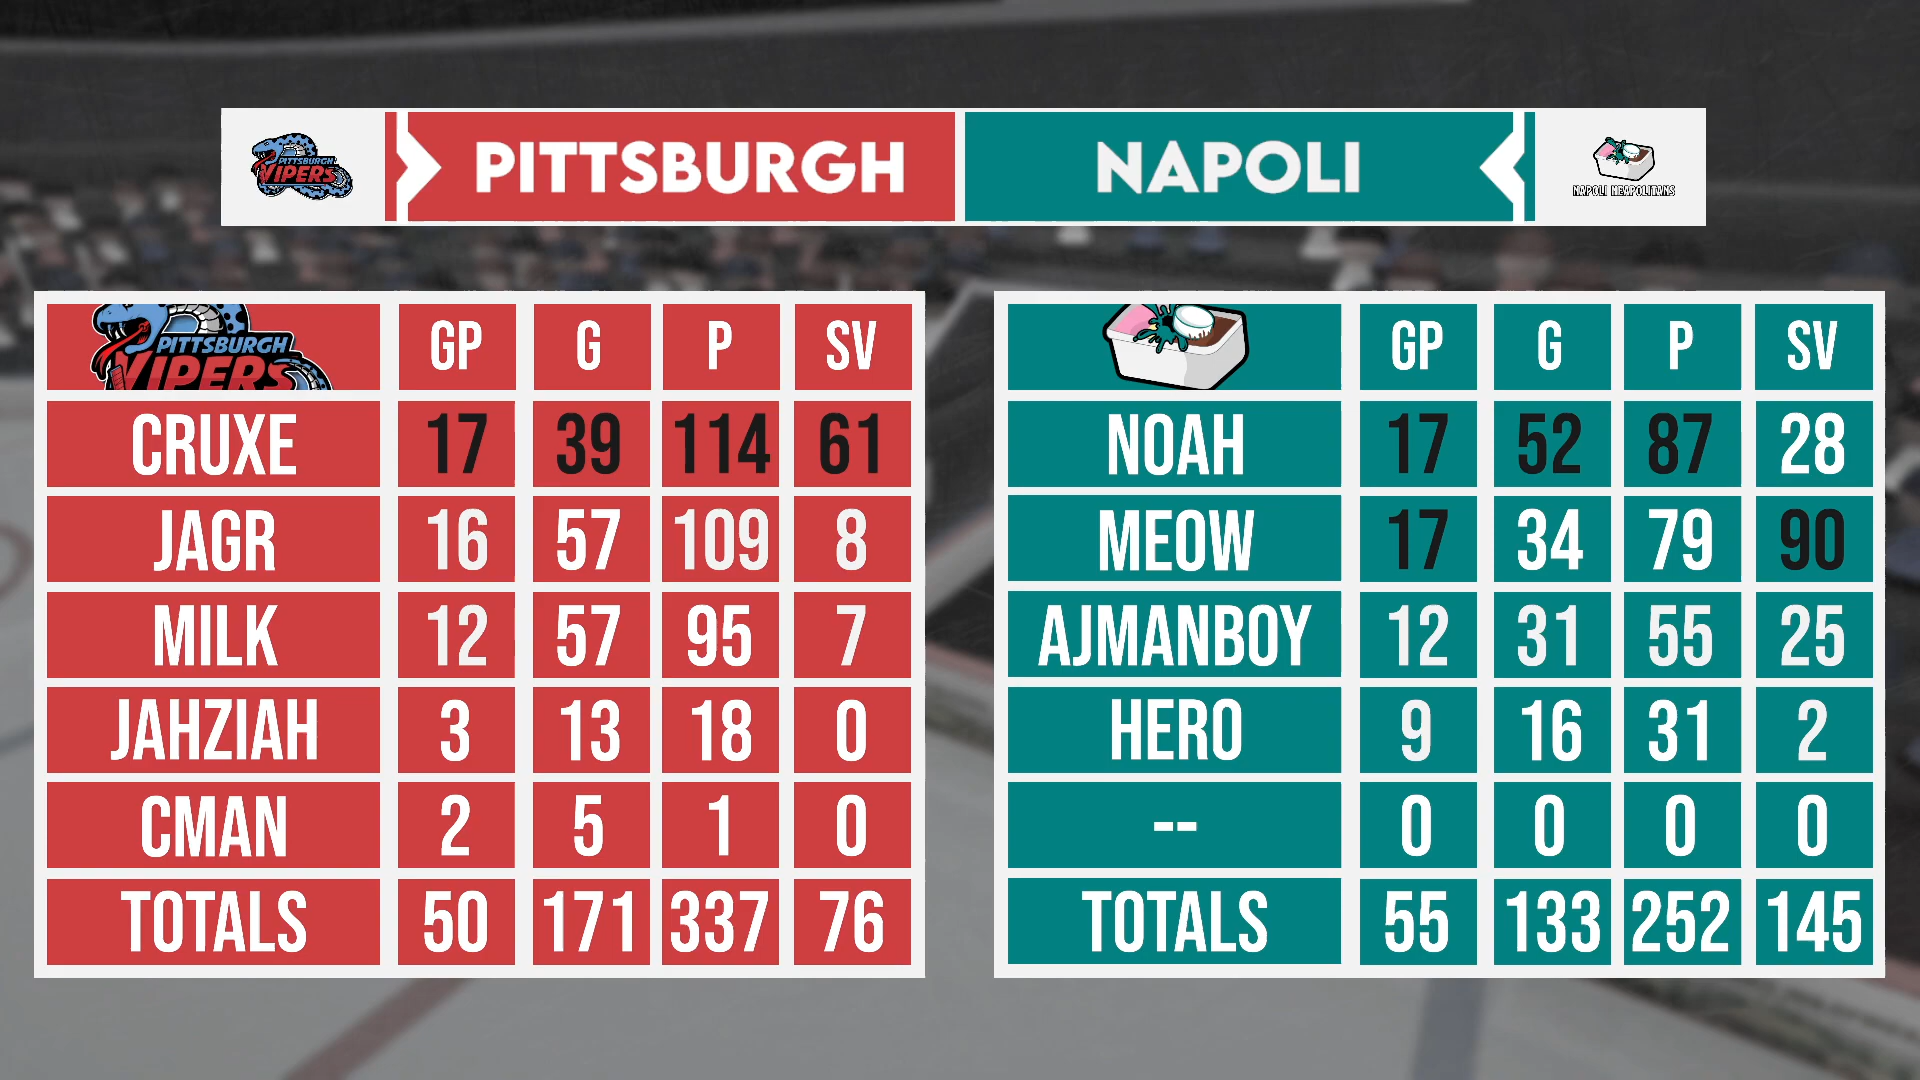 PITTSBURGH
VIPERS
PITTSBURGH
NAPOLI
NAPOLI NEAPOLITANS
PITTSBURGH
VIPERS
GP G P SV
CRUXE 17 39 114 61
JAGR 16 57 109 8
MILK 12 57 95 7
JAHZIAH 3 13 18 0
CMAN 2 5 1 0
TOTALS 50 171 337 76
GP G P SV
NOAH 17 52 87 28
MEOW 17 34 79 90
AJMANBOY 12 31 55 25
HERO 9 16 31 2
-- 0 0 0 0
TOTALS 55 133 252 145